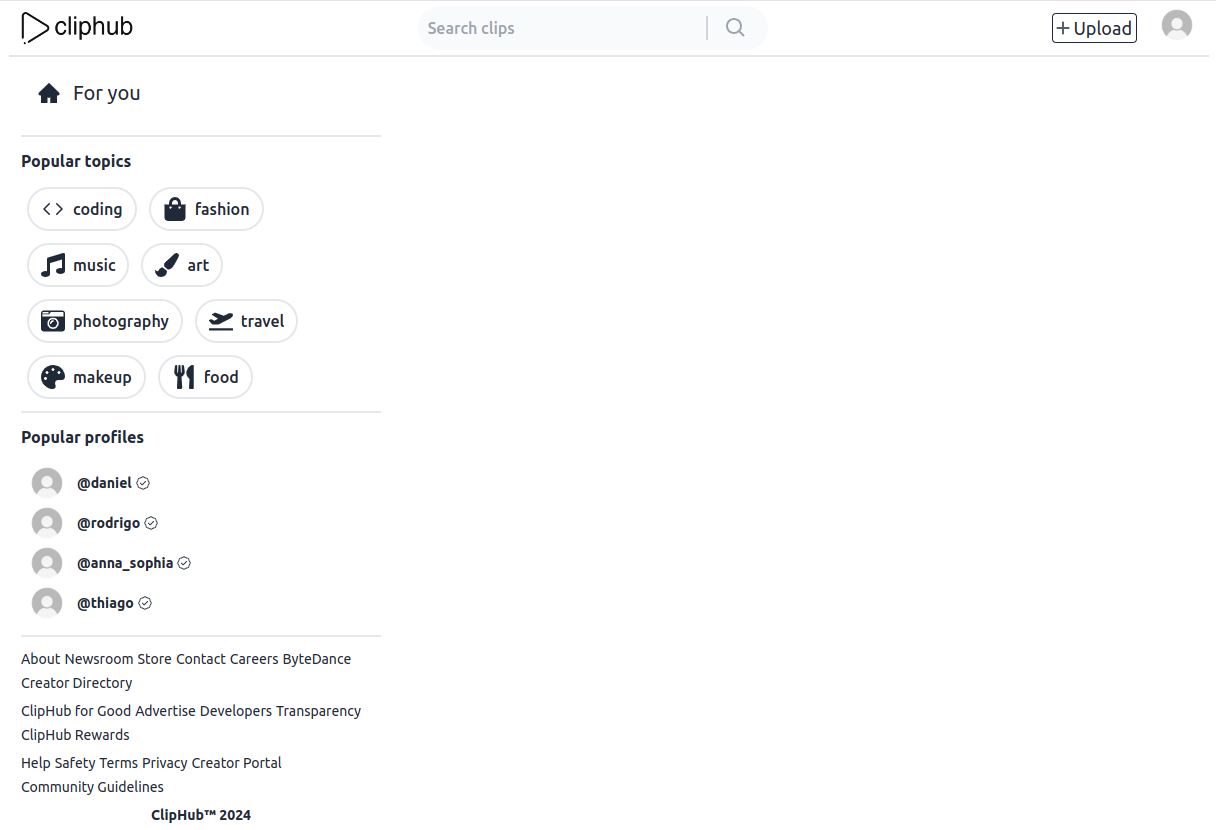 cliphub
Search clips
Upload
For you
Popular topics
coding
fashion
music
art
photography
travel
makeup
food
Popular profiles
@daniel
@rodrigo
@anna_sophia
@thiago
About Newsroom Store Contact Careers ByteDance
Creator Directory
ClipHub for Good Advertise Developers Transparency
ClipHub Rewards
Help Safety Terms Privacy Creator Portal
Community Guidelines
ClipHub™ 2024